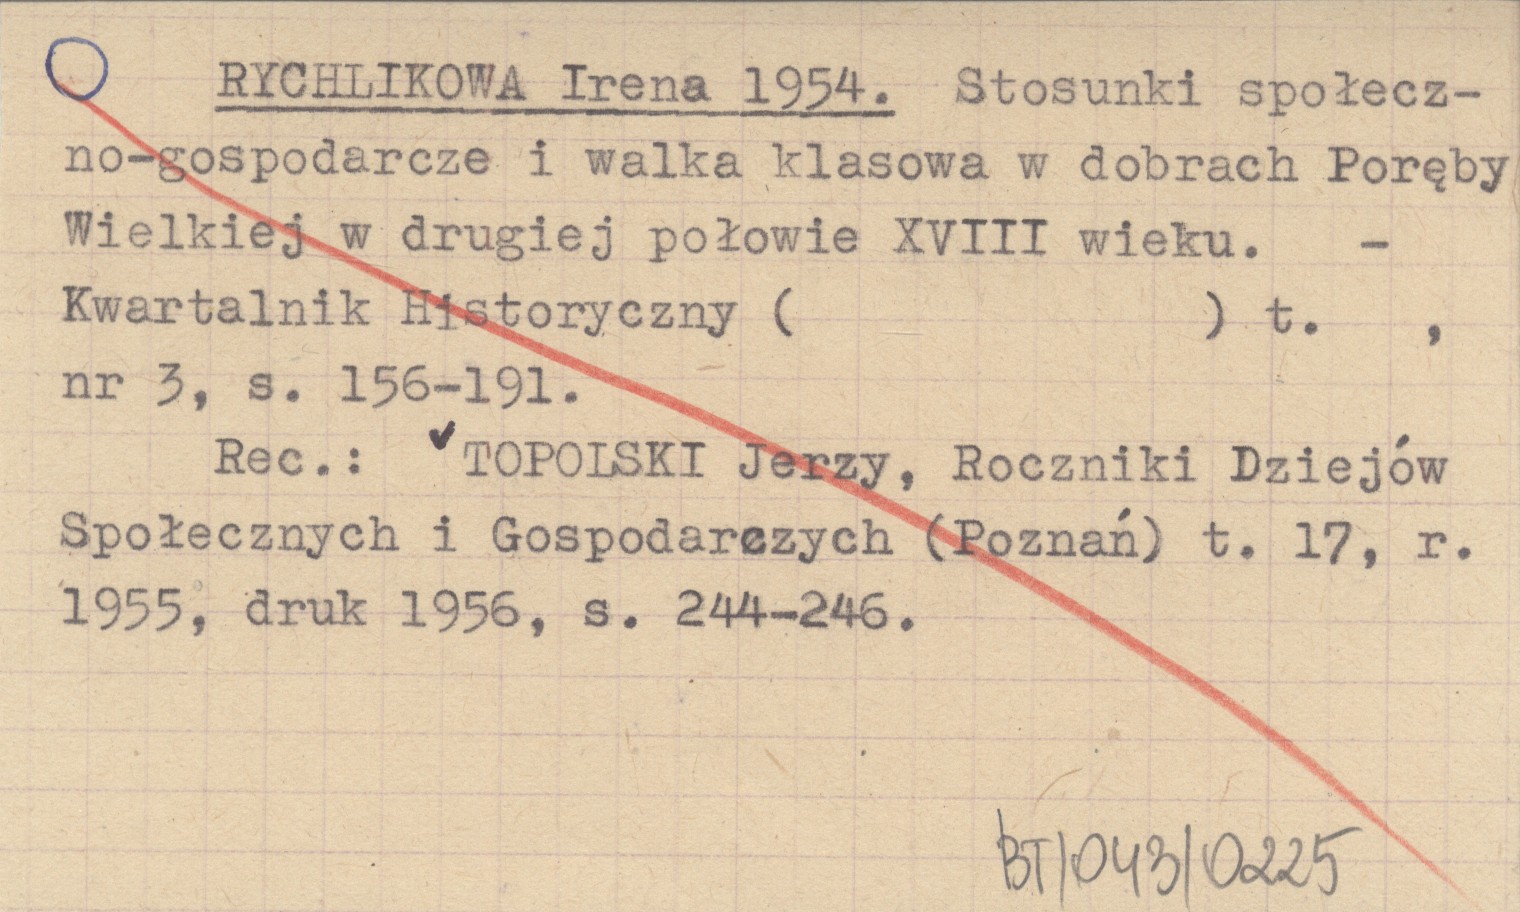 RYCHLIKOWA Irena 1954. Stosunki społecz-
no-gospodarcze i walka klasowa w dobrach Poręby
Wielkiej w drugiej połowie XVIII wieku. -
Kwartalnik Historyczny ( ) t. ,
nr 3, s. 156-191.
Rec.: ✓TOPOLSKI Jerzy, Roczniki Dziejów
Społecznych i Gospodarczych (Poznań) t. 17, r.
1955, druk 1956, s. 244-246.
BT/043/0225